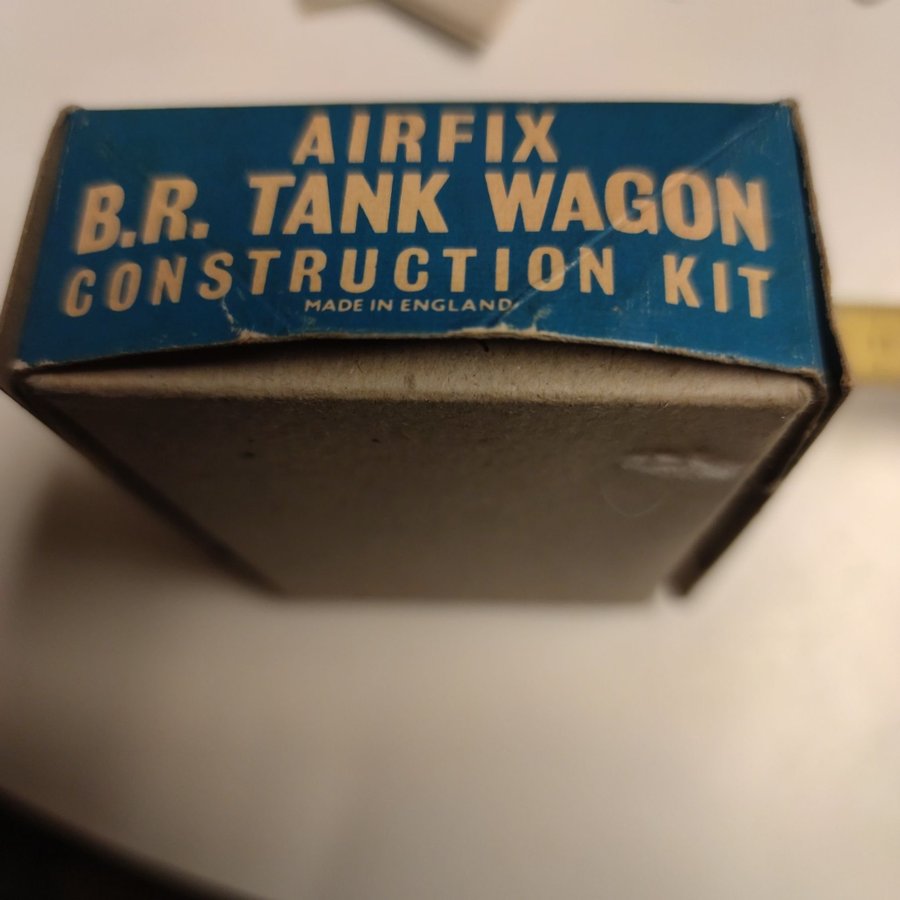 AIRFIX
B.R. TANK WAGON
CONSTRUCTION KIT
MADE IN ENGLAND